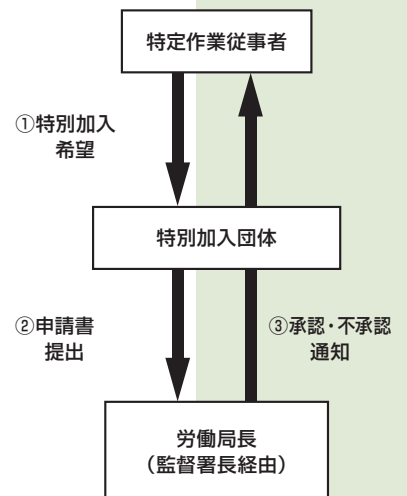 特定作業従事者
①特別加入
希望
特別加入団体
②申請書
提出
③承認・不承認
通知
労働局長
（監督署長経由）